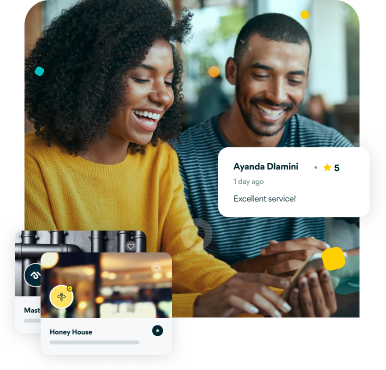 Ayanda Dlamini • ★ 5
1 day ago
Excellent service!
Mast
Honey House